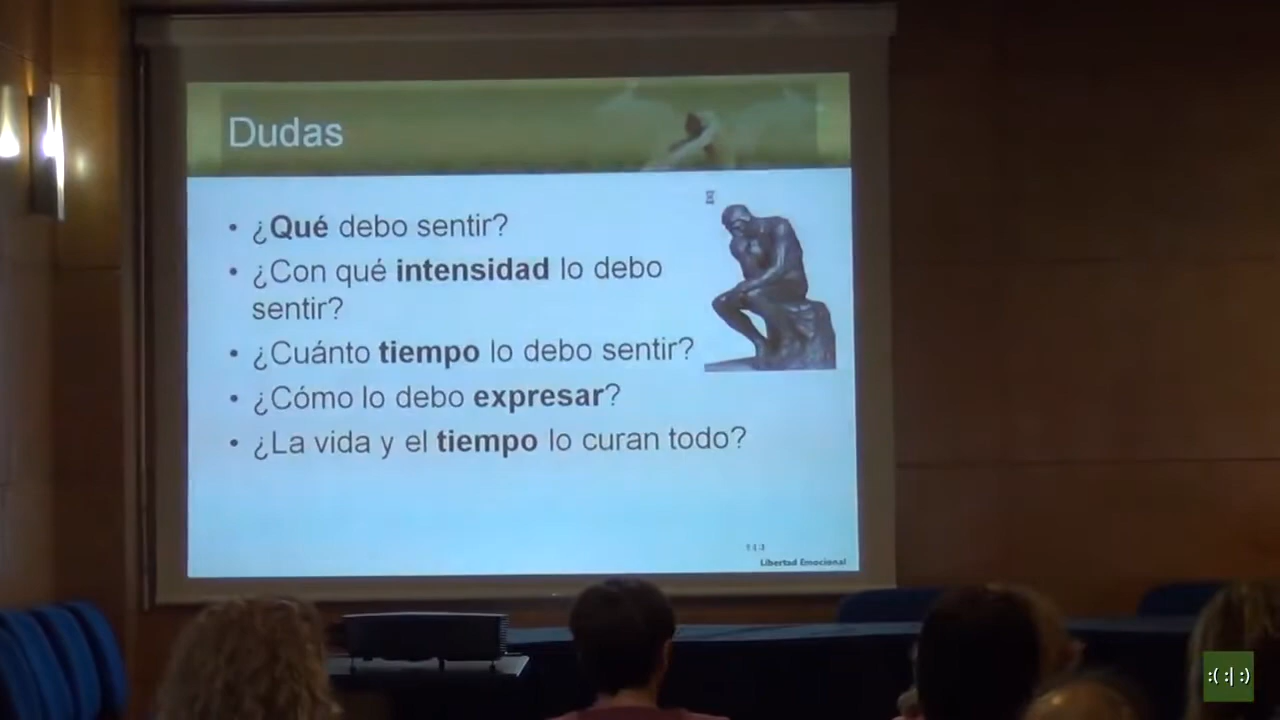 Dudas
• ¿Qué debo sentir?
• ¿Con qué intensidad lo debo
sentir?
• ¿Cuánto tiempo lo debo sentir?
• ¿Cómo lo debo expresar?
• ¿La vida y el tiempo lo curan todo?
Libertad Emocional
:( :| :)